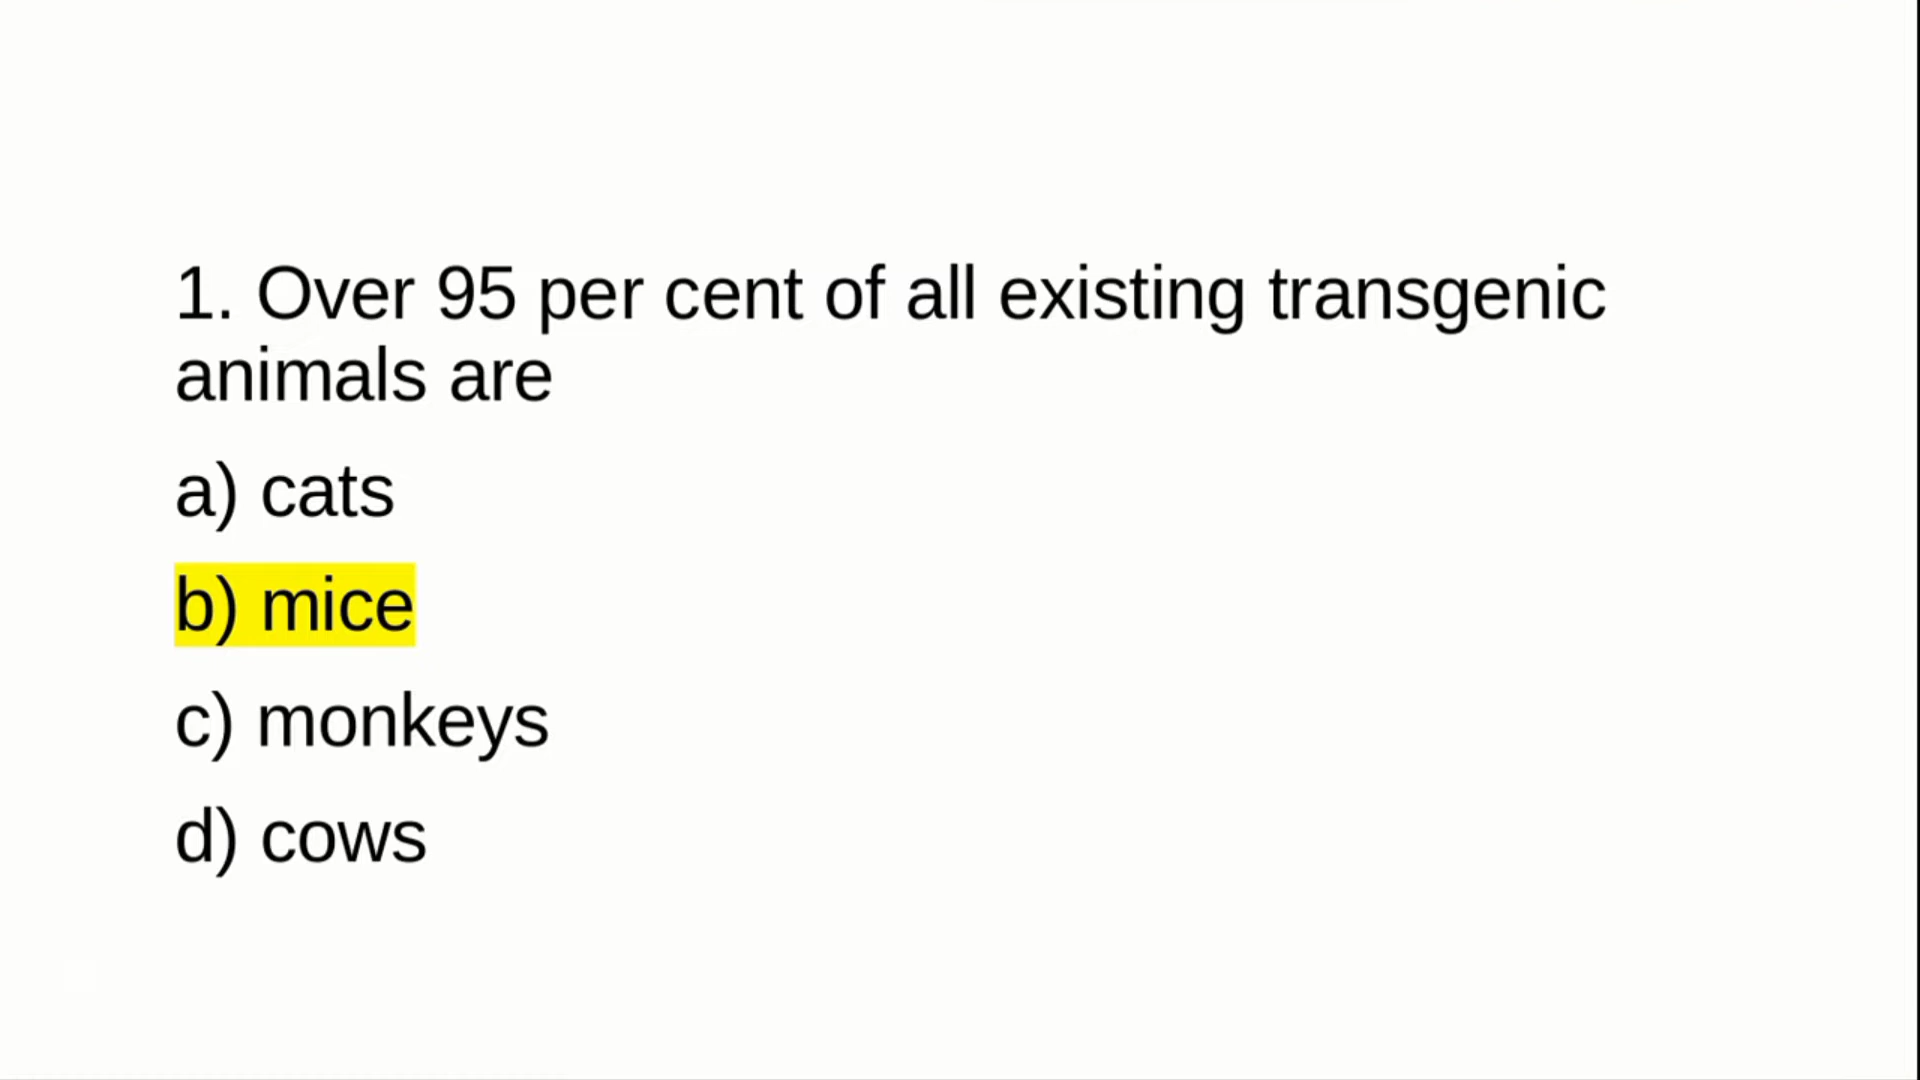 1. Over 95 per cent of all existing transgenic
animals are
a) cats
b) mice
c) monkeys
d) cows